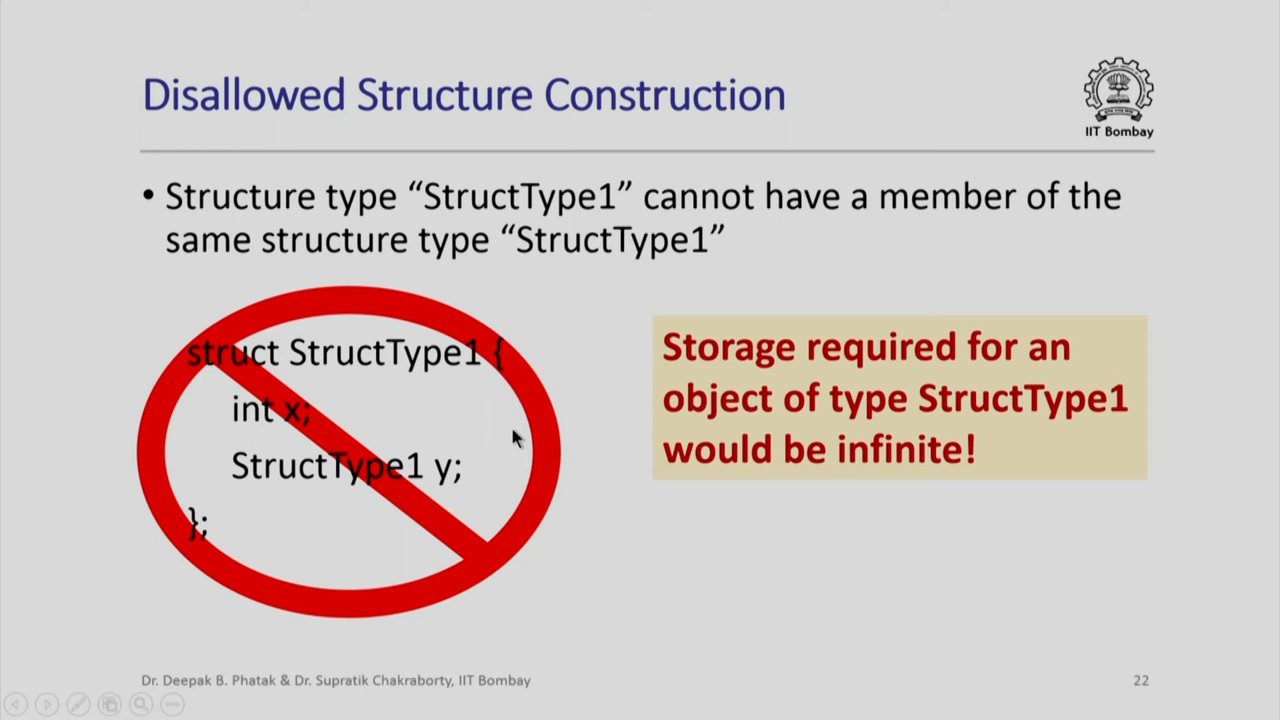 Disallowed Structure Construction
IIT Bombay
• Structure type “StructType1” cannot have a member of the
same structure type “StructType1”
struct StructType1 {
int x;
StructType1 y;
};
Storage required for an
object of type StructType1
would be infinite!
Dr. Deepak B. Phatak & Dr. Supratik Chakraborty, IIT Bombay
22